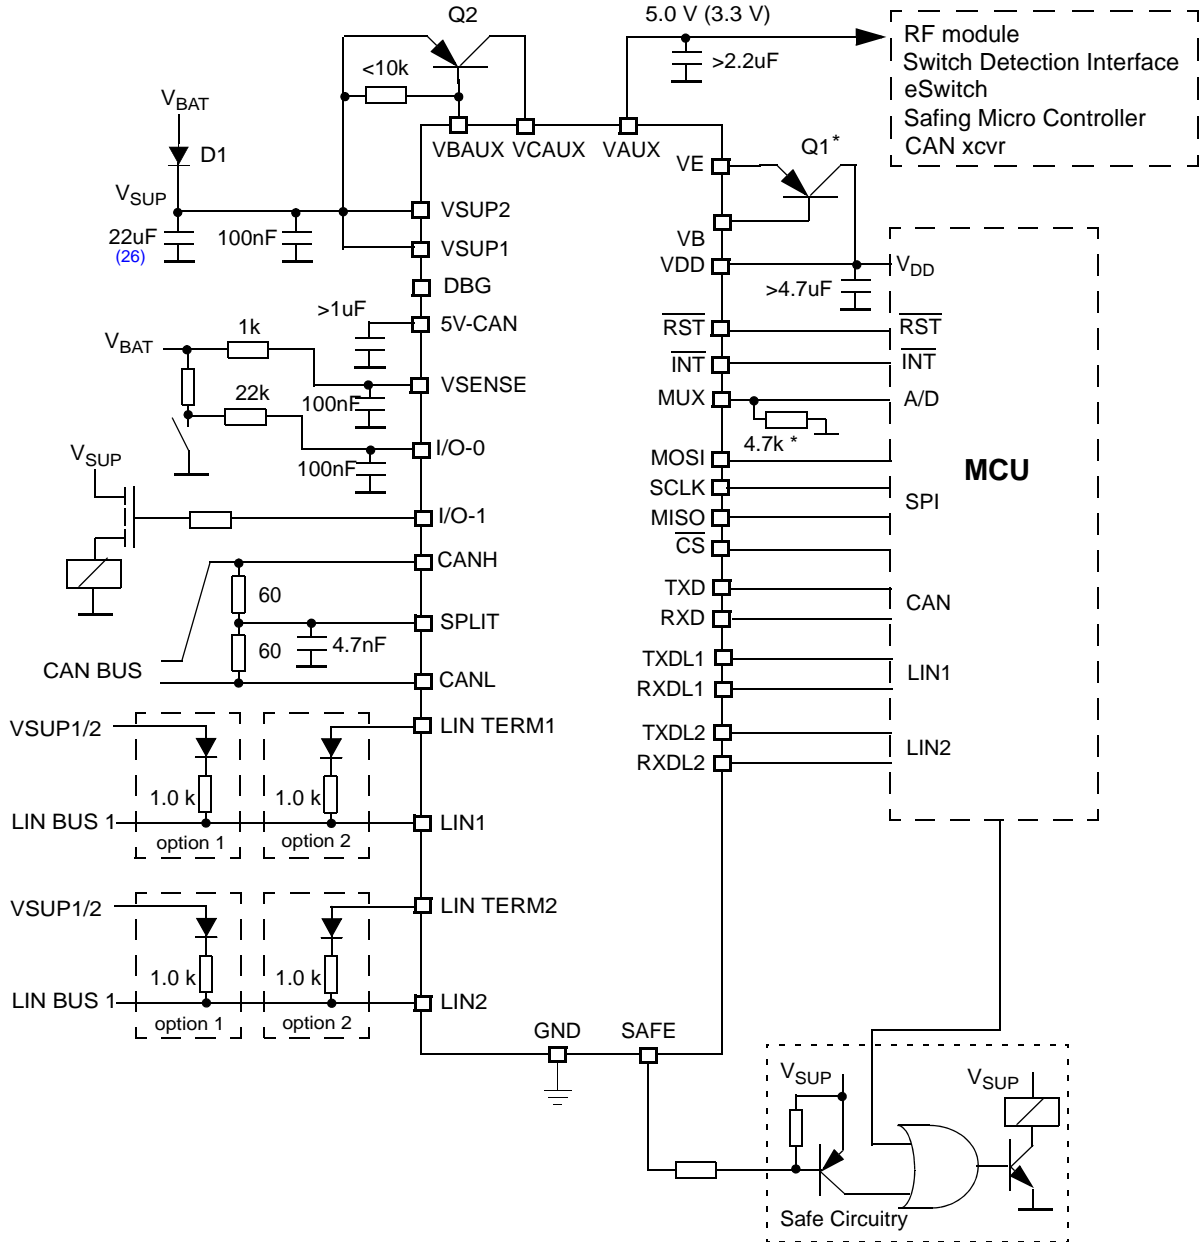 Q2
5.0 V (3.3 V)
RF module
Switch Detection Interface
eSwitch
Safing Micro Controller
CAN xcvr
>2.2uF
<10k
VBAT
D1
VSUP
22uF
(26)
100nF
VBAUX
VCAUX
VAUX
VSUP2
VSUP1
DBG
>1uF
5V-CAN
VBAT
1k
VSENSE
100nF
22k
I/O-0
100nF
VSUP
I/O-1
CANH
60
SPLIT
4.7nF
60
CAN BUS
CANL
VSUP1/2
LIN TERM1
1.0 k
1.0 k
LIN BUS 1
LIN1
option 1
option 2
VSUP1/2
LIN TERM2
1.0 k
1.0 k
LIN BUS 1
LIN2
option 1
option 2
GND
SAFE
VE
Q1*
VB
VDD
VDD
>4.7uF
RST
RST
INT
INT
MUX
A/D
4.7k *
MOSI
SCLK
MISO
CS
SPI
MCU
TXD
RXD
CAN
TXDL1
RXDL1
LIN1
TXDL2
RXDL2
LIN2
VSUP
VSUP
Safe Circuitry